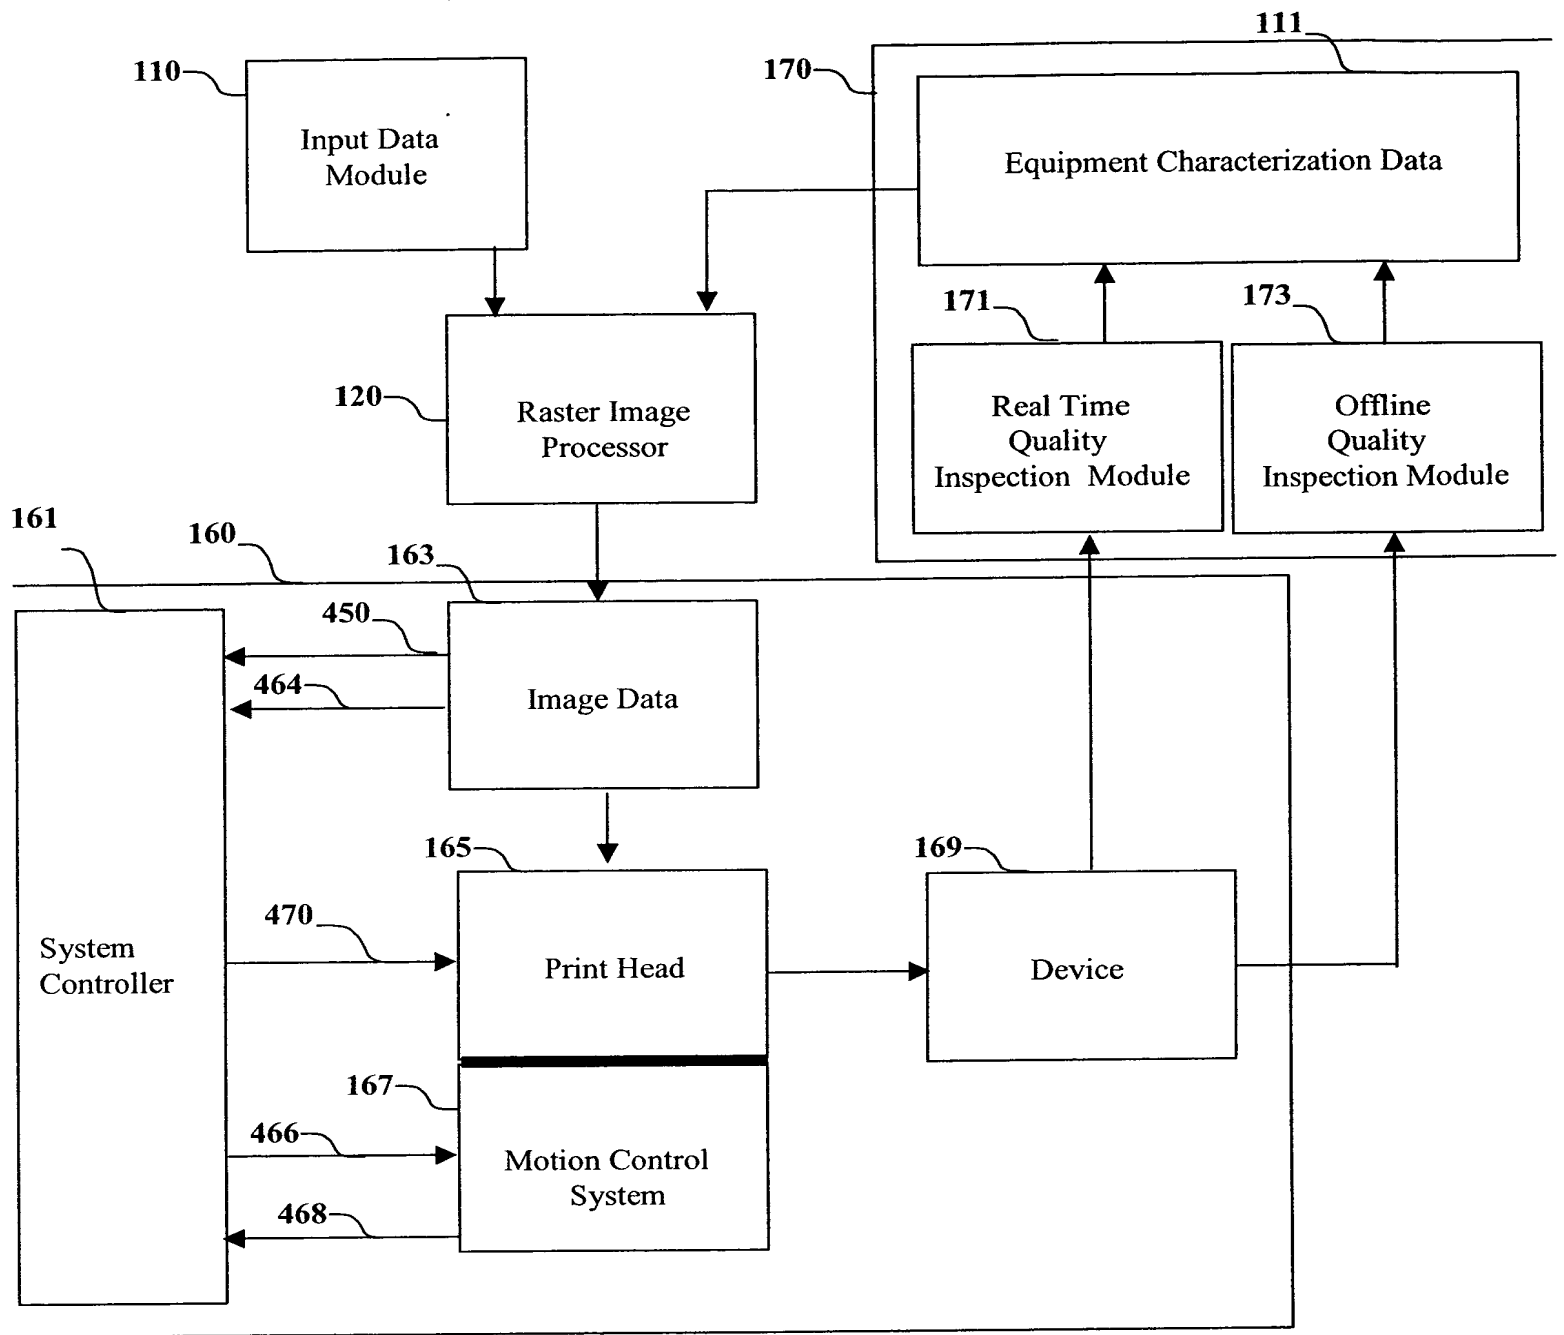 111
110
170
Input Data
Module
Equipment Characterization Data
171
173
120
Raster Image
Processor
Real Time
Quality
Inspection Module
Offline
Quality
Inspection Module
161
160
163
450
464
Image Data
165
169
470
System
Controller
Print Head
Device
167
466
Motion Control
System
468